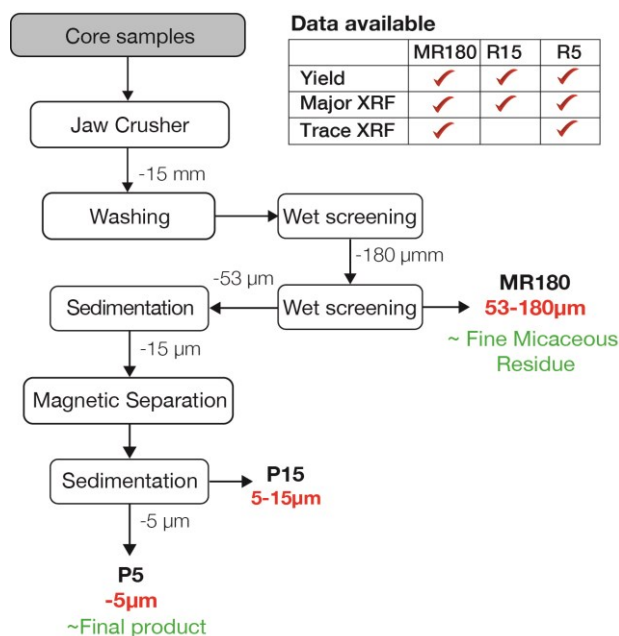 Core samples
Data available
MR180 R15 R5
Yield ✓ ✓ ✓
Major XRF ✓ ✓ ✓
Trace XRF ✓ ✓
Jaw Crusher
-15 mm
Washing
Wet screening
-180 µmm
-53 µm
Sedimentation
Wet screening
MR180
53-180µm
~ Fine Micaceous
Residue
-15 µm
Magnetic Separation
Sedimentation
P15
5-15µm
-5 µm
P5
-5µm
~Final product